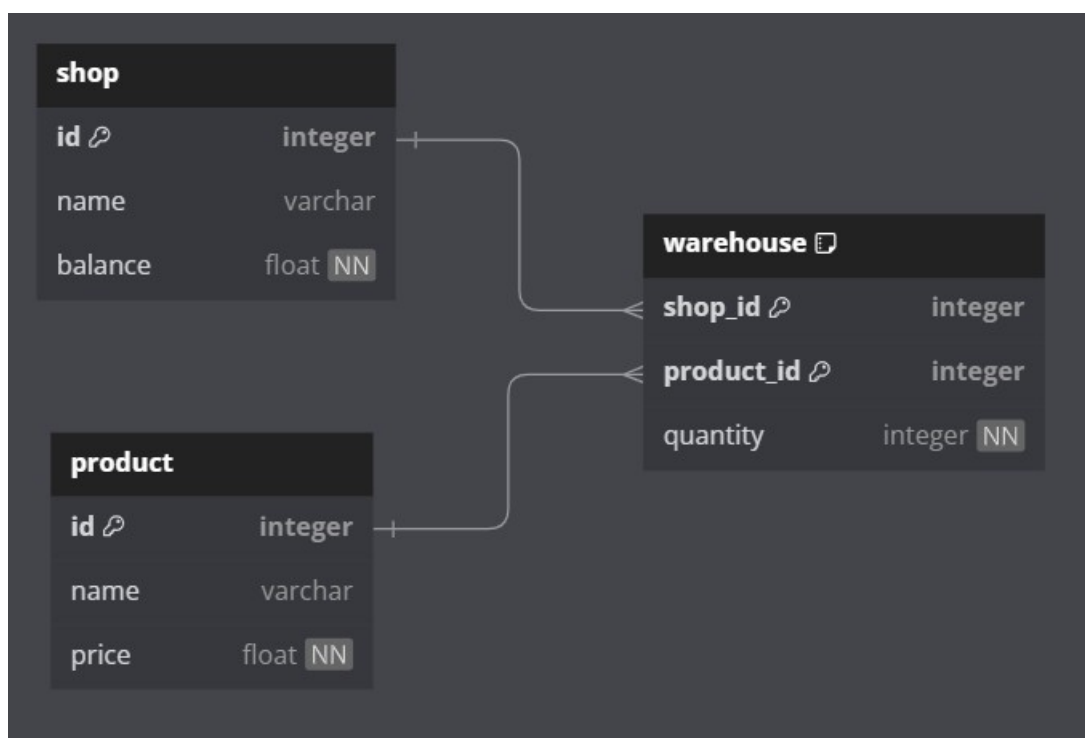 shop
id integer
name varchar
balance float NN
warehouse
shop_id integer
product_id integer
quantity integer NN
product
id integer
name varchar
price float NN